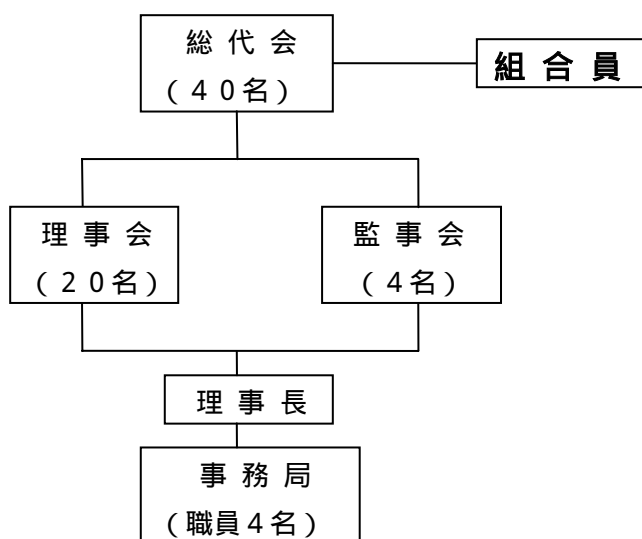 総代会
(４０名)
組合員
理事会
(２０名)
監事会
(４名)
理事長
事務局
(職員４名)